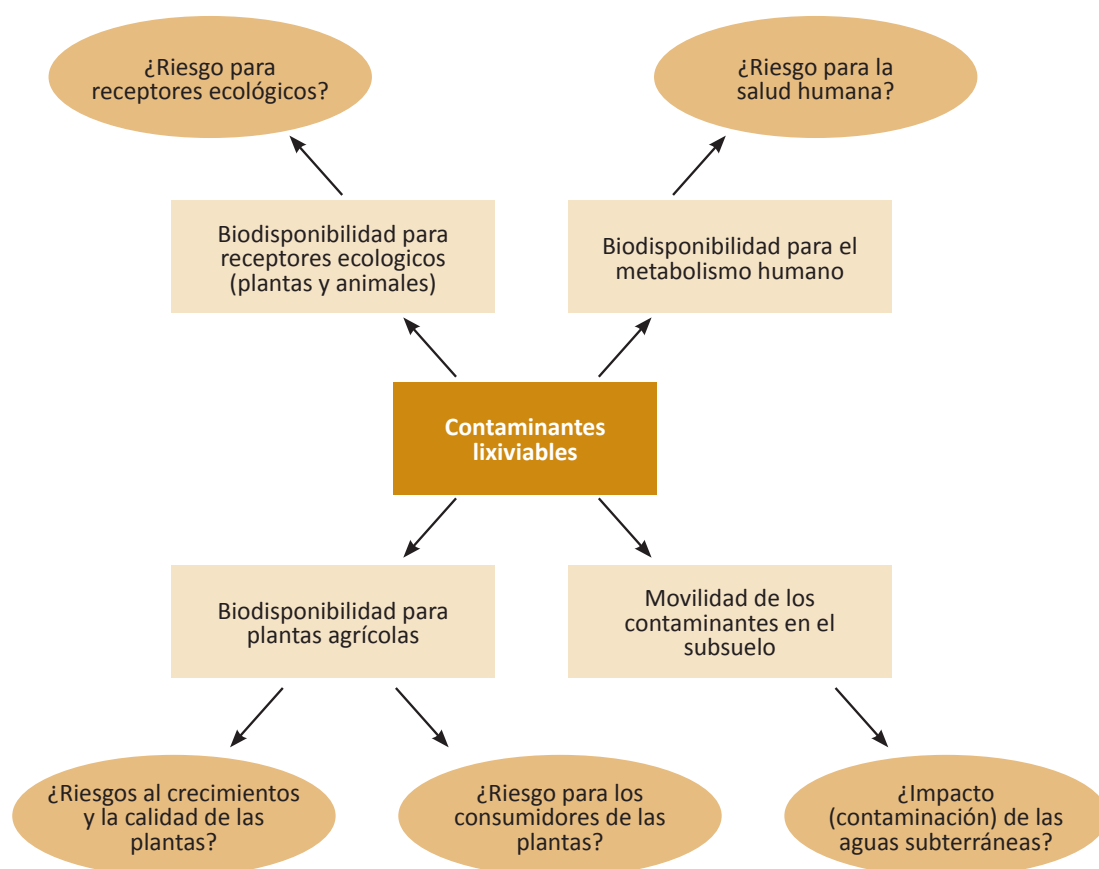 ¿Riesgo para
receptores ecológicos?
¿Riesgo para la
salud humana?
Biodisponibilidad para
receptores ecologicos
(plantas y animales)
Biodisponibilidad para el
metabolismo humano
Contaminantes
lixiviables
Biodisponibilidad para
plantas agrícolas
Movilidad de los
contaminantes en el
subsuelo
¿Riesgos al crecimientos
y la calidad de las
plantas?
¿Riesgo para los
consumidores de las
plantas?
¿Impacto
(contaminación) de las
aguas subterráneas?